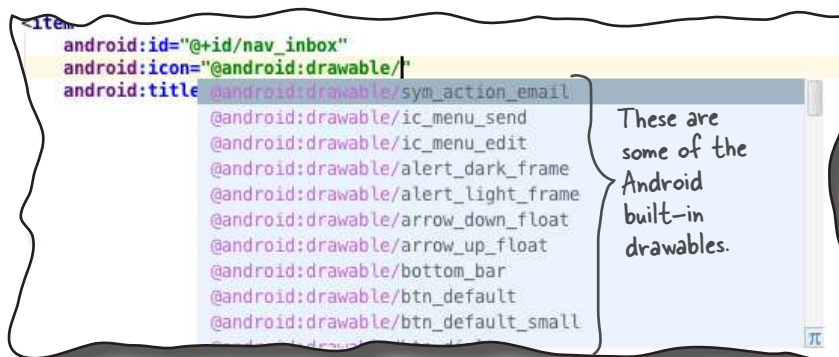 <item
android:id="@+id/nav_inbox"
android:icon="@android:drawable/"
android:title
@android:drawable/sym_action_email
@android:drawable/ic_menu_send
@android:drawable/ic_menu_edit
@android:drawable/alert_dark_frame
@android:drawable/alert_light_frame
@android:drawable/arrow_down_float
@android:drawable/arrow_up_float
@android:drawable/bottom_bar
@android:drawable/btn_default
@android:drawable/btn_default_small
@android:drawable/
These are
some of the
Android
built-in
drawables.
π